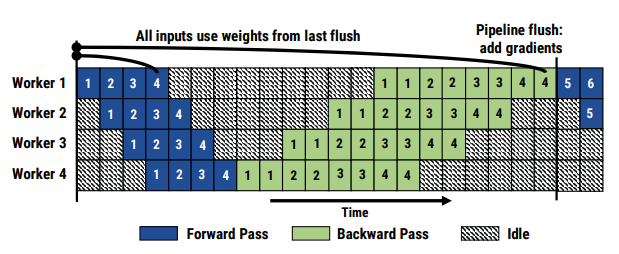 All inputs use weights from last flush
Pipeline flush:
add gradients
Worker 1 1 2 3 4 1 1 2 2 3 3 4 4 5 6
Worker 2 1 2 3 4 1 1 2 2 3 3 4 4 5
Worker 3 1 2 3 4 1 1 2 2 3 3 4 4
Worker 4 1 2 3 4 1 1 2 2 3 3 4 4
Time
Forward Pass Backward Pass Idle